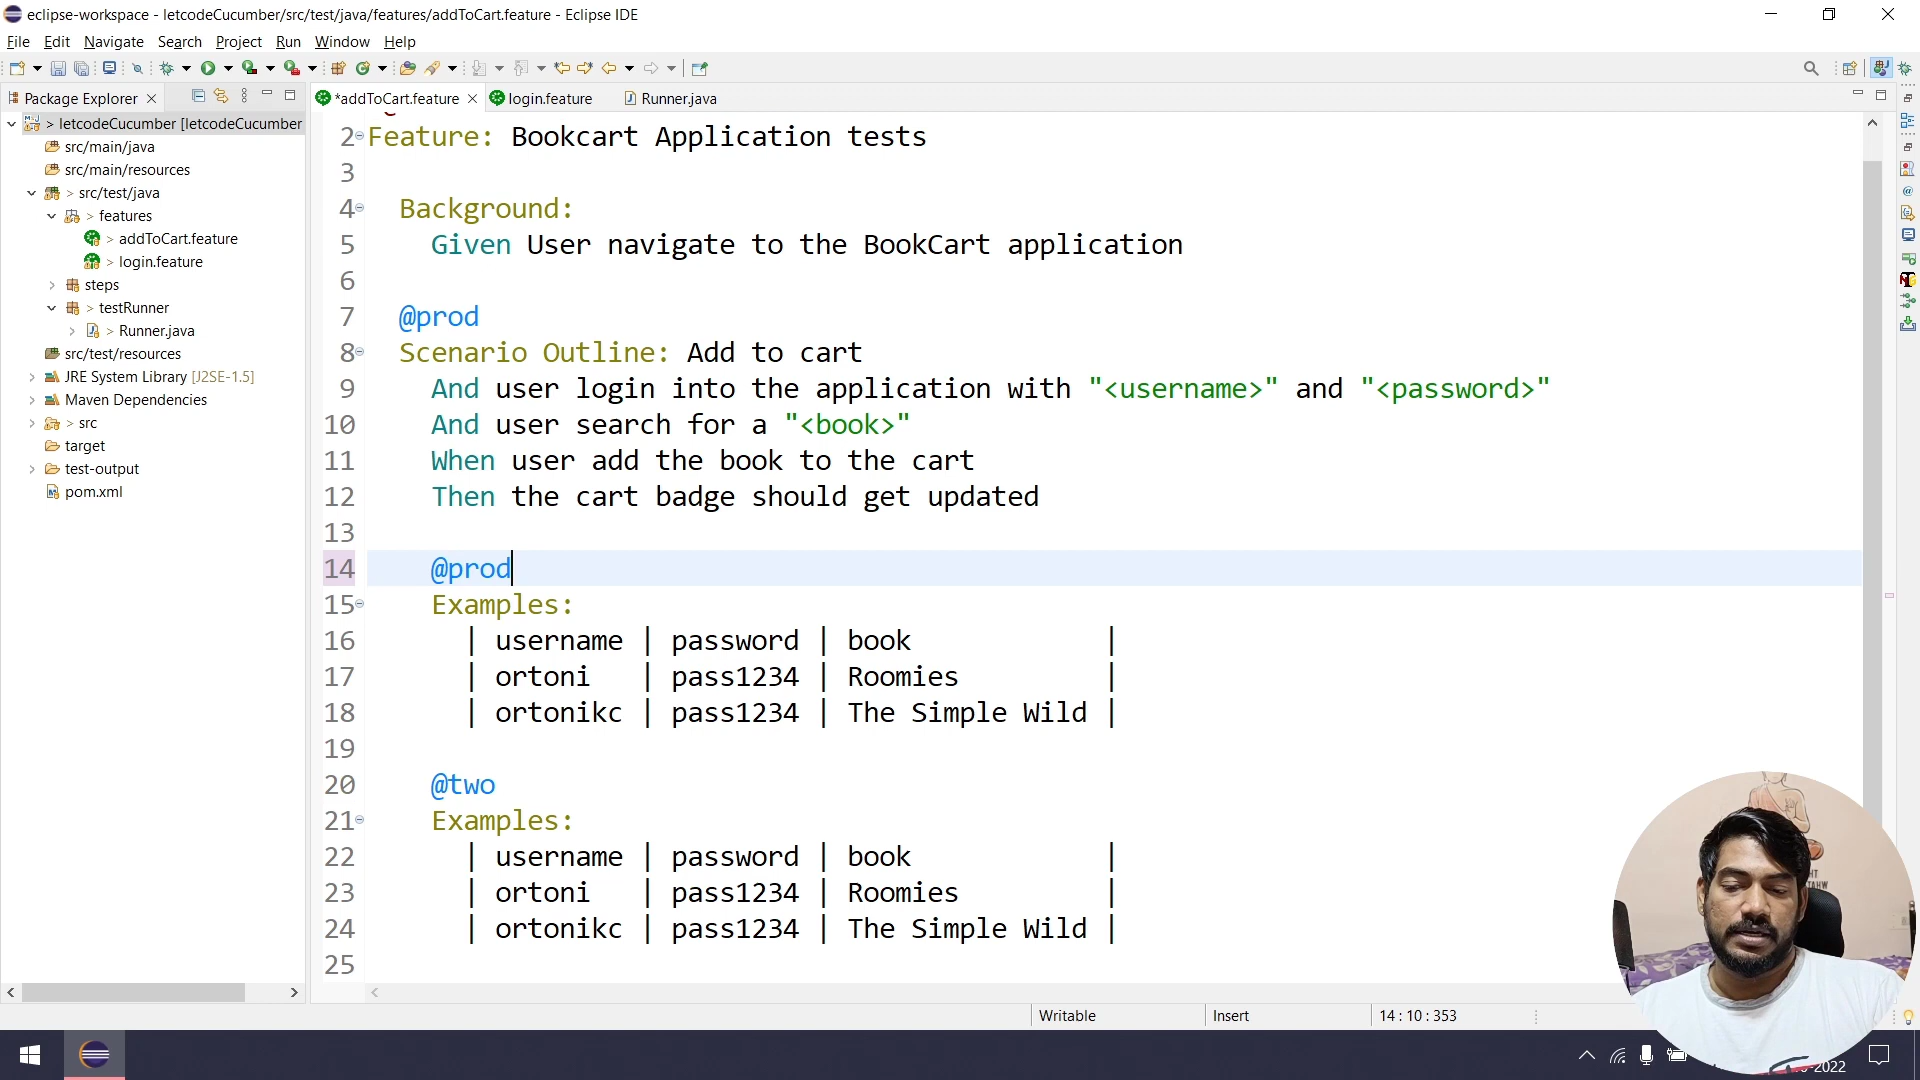 eclipse-workspace - letcodeCucumber/src/test/java/features/addToCart.feature - Eclipse IDE
File Edit Navigate Search Project Run Window Help
Package Explorer
*addToCart.feature
login.feature
Runner.java
> letcodeCucumber [letcodeCucumber
src/main/java
src/main/resources
> src/test/java
> features
> addToCart.feature
> login.feature
steps
> testRunner
> Runner.java
src/test/resources
JRE System Library [J2SE-1.5]
Maven Dependencies
> src
target
test-output
pom.xml
2 Feature: Bookcart Application tests
3
4 Background:
5 Given User navigate to the BookCart application
6
7 @prod
8 Scenario Outline: Add to cart
9 And user login into the application with "<username>" and "<password>"
10 And user search for a "<book>"
11 When user add the book to the cart
12 Then the cart badge should get updated
13
14 @prod
15 Examples:
16 | username | password | book |
17 | ortoni | pass1234 | Roomies |
18 | ortonikc | pass1234 | The Simple Wild |
19
20 @two
21 Examples:
22 | username | password | book |
23 | ortoni | pass1234 | Roomies |
24 | ortonikc | pass1234 | The Simple Wild |
25
Writable
Insert
14 : 10 : 353
-2022